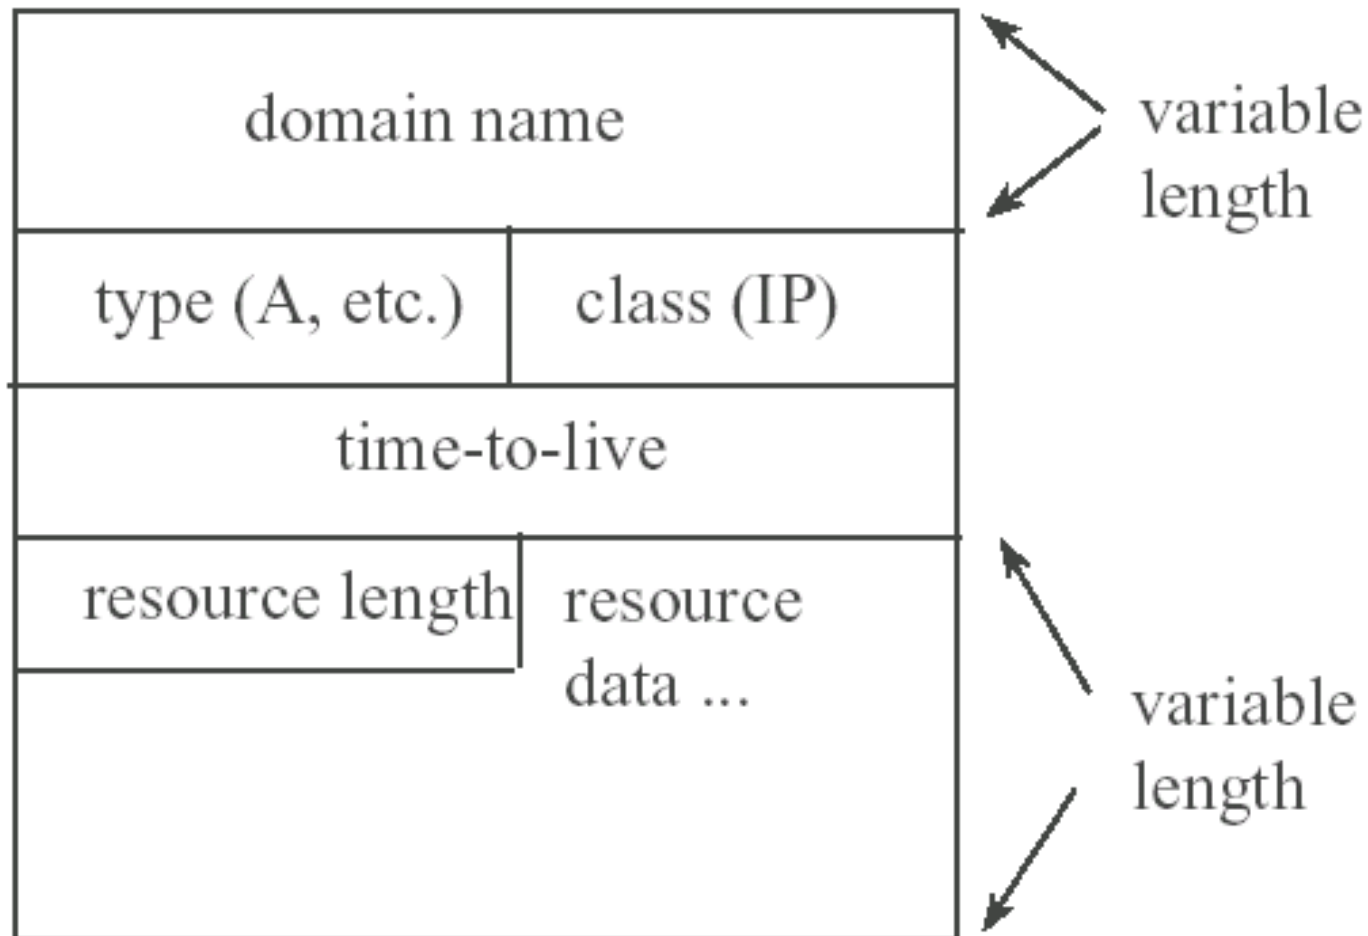 domain name
variable
length
type (A, etc.)
class (IP)
time-to-live
resource length
resource
data ...
variable
length